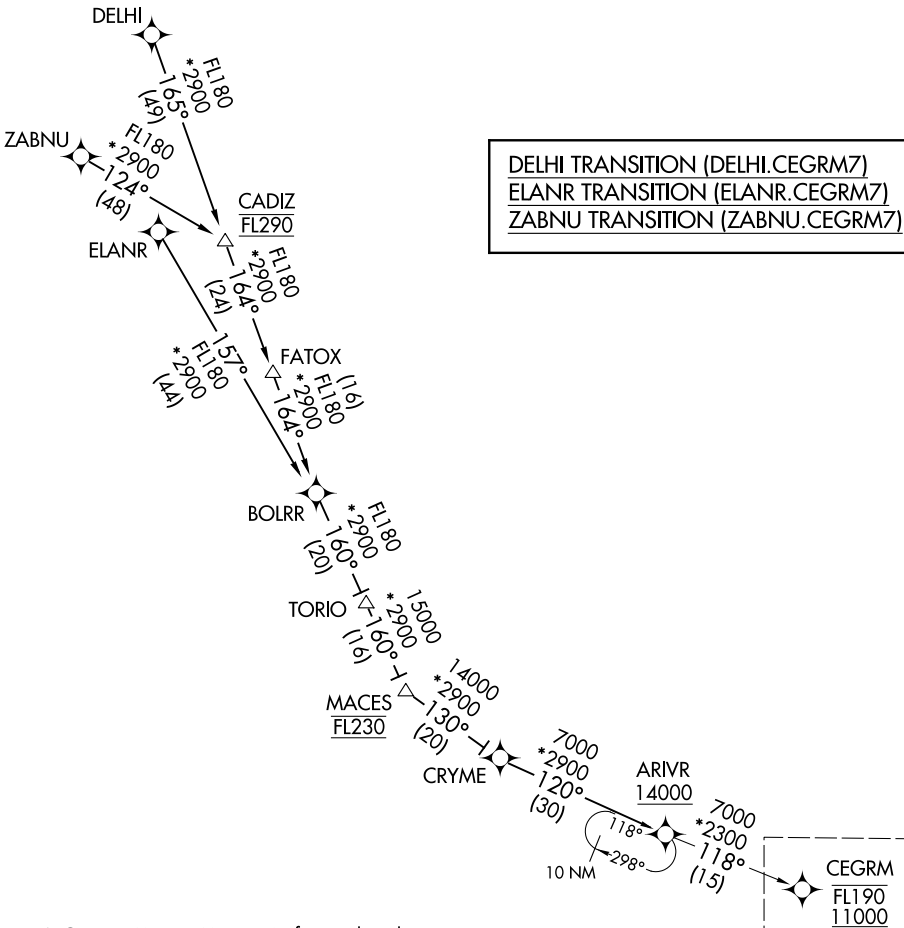 DELHI
FL180
*2900
165°
(49)
ZABNU
FL180
*2900
124°
(48)
DELHI TRANSITION (DELHI.CEGRM7)
ELANR TRANSITION (ELANR.CEGRM7)
ZABNU TRANSITION (ZABNU.CEGRM7)
CADIZ
FL290
ELANR
FL180
*2900
164°
(24)
157°
FL180
*2900
(44)
FATOX
(16)
FL180
*2900
164°
BOLRR
FL180
*2900
160°
(20)
TORIO
15000
*2900
160°
(16)
MACES
FL230
14000
*2900
130°
(20)
CRYME
7000
*2900
120°
(30)
ARIVR
14000
118°
298°
10 NM
7000
*2300
118°
(15)
CEGRM
FL190
11000